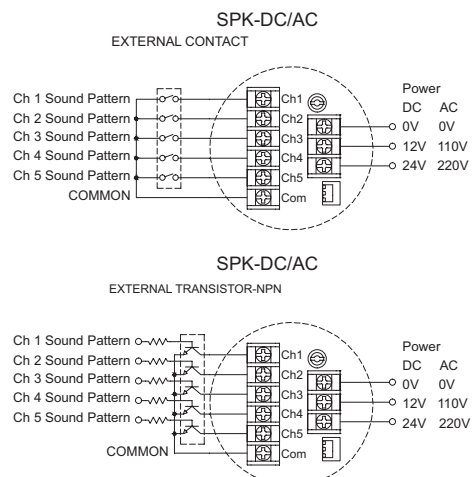 SPK-DC/AC
EXTERNAL CONTACT
Ch 1 Sound Pattern
Ch 2 Sound Pattern
Ch 3 Sound Pattern
Ch 4 Sound Pattern
Ch 5 Sound Pattern
COMMON
Ch1
Ch2
Ch3
Ch4
Ch5
Com
Power
DC AC
0V 0V
12V 110V
24V 220V
SPK-DC/AC
EXTERNAL TRANSISTOR-NPN
Ch 1 Sound Pattern
Ch 2 Sound Pattern
Ch 3 Sound Pattern
Ch 4 Sound Pattern
Ch 5 Sound Pattern
COMMON
Ch1
Ch2
Ch3
Ch4
Ch5
Com
Power
DC AC
0V 0V
12V 110V
24V 220V